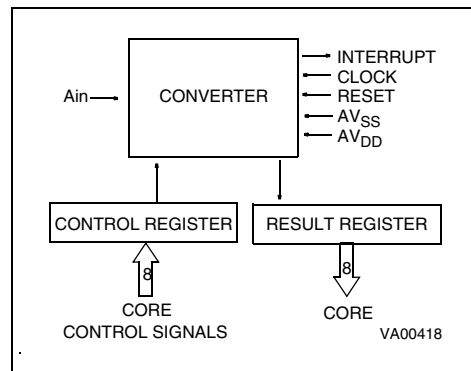 INTERRUPT
CLOCK
Ain
CONVERTER
RESET
AVSS
AVDD
CONTROL REGISTER
RESULT REGISTER
8
8
CORE
CONTROL SIGNALS
CORE
VA00418